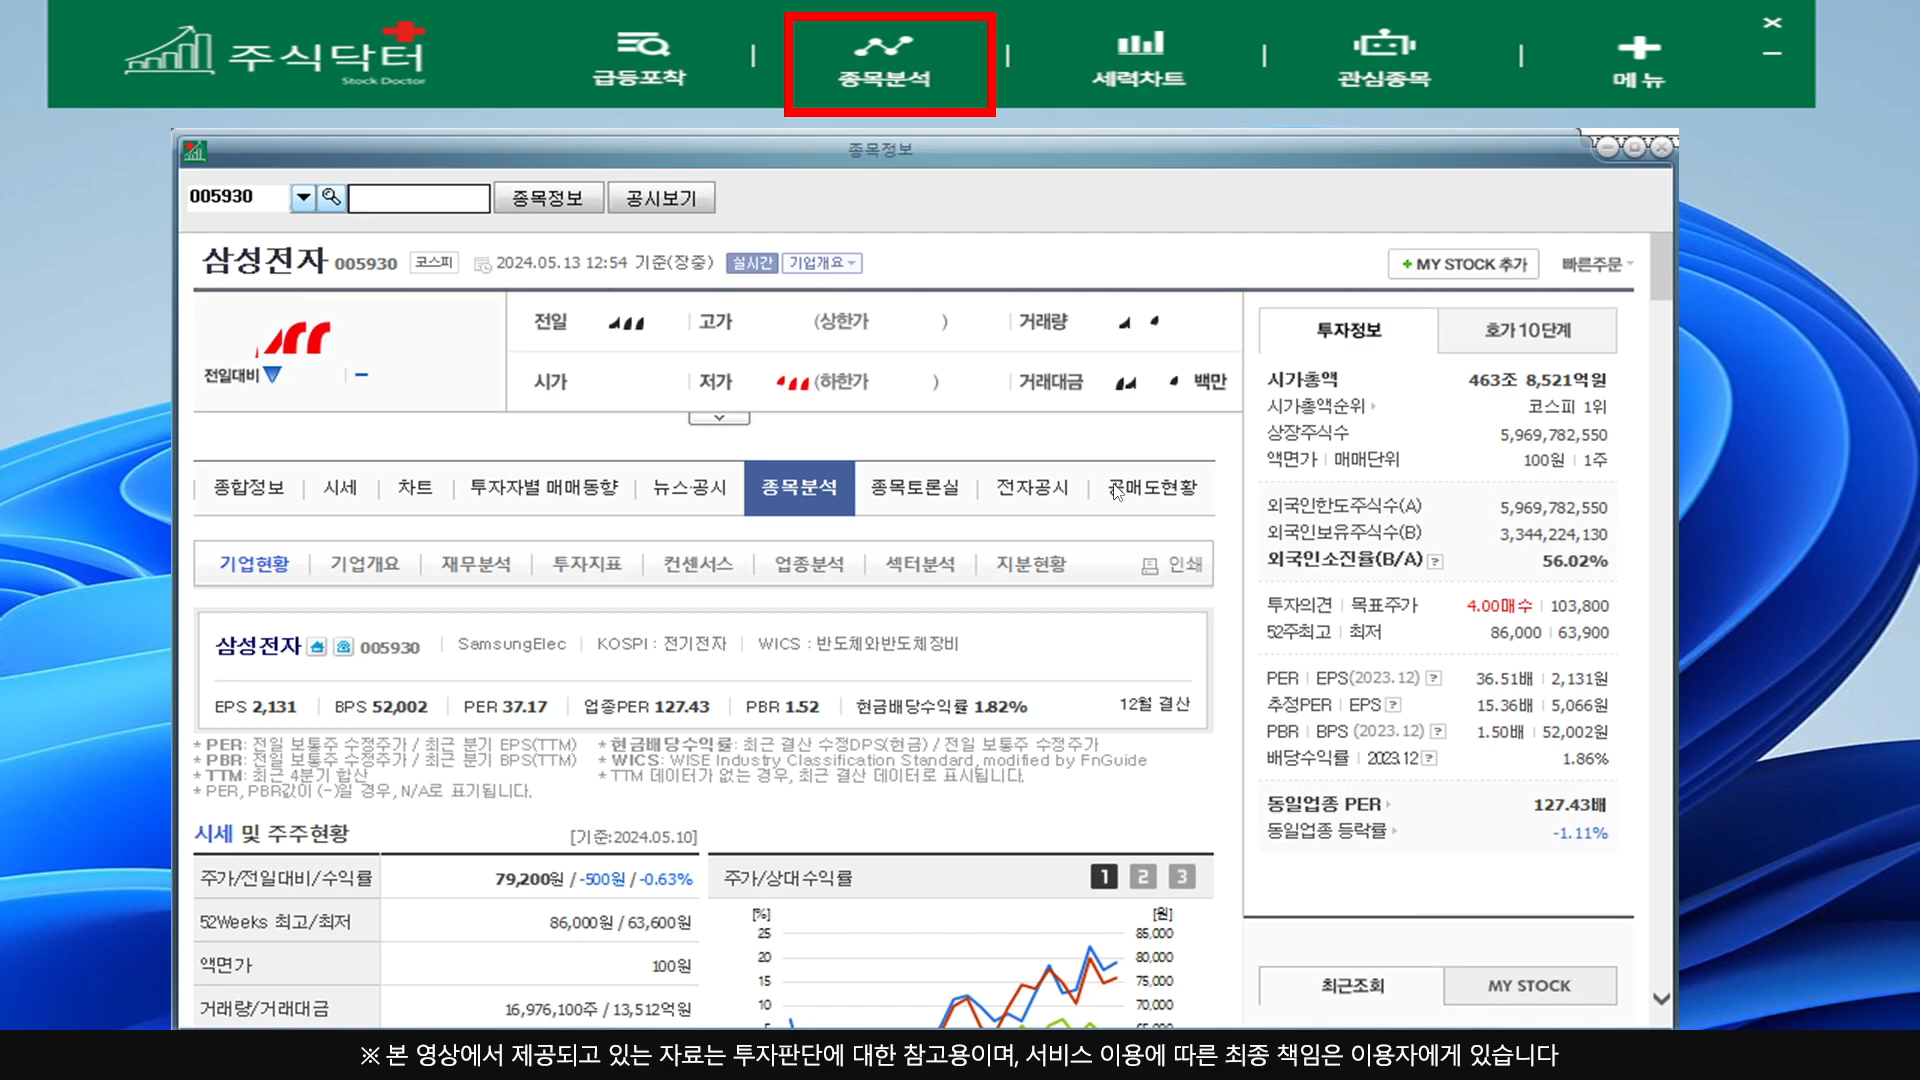 주식닥터
Stock Doctor
급등포착
종목분석
세력차트
관심종목
메뉴
종목정보
005930
종목정보
공시보기
삼성전자 005930 코스피 2024.05.13 12:54 기준(장중) 실시간 기업개요
+ MY STOCK 추가 빠른주문
전일 고가 (상한가 ) 거래량
전일대비
시가 저가 (하한가 ) 거래대금 백만
종합정보 시세 차트 투자자별 매매동향 뉴스·공시 종목분석 종목토론실 전자공시 공매도현황
기업현황 기업개요 재무분석 투자지표 컨센서스 업종분석 섹터분석 지분현황 인쇄
삼성전자 005930 SamsungElec KOSPI : 전기전자 WICS : 반도체와반도체장비
EPS 2,131 BPS 52,002 PER 37.17 업종PER 127.43 PBR 1.52 현금배당수익률 1.82% 12월 결산
* PER: 전일 보통주 수정주가 / 최근 분기 EPS(TTM)
* PBR: 전일 보통주 수정주가 / 최근 분기 BPS(TTM)
* TTM: 최근 4분기 합산
* PER, PBR값이 (-)일 경우, N/A로 표기됩니다.
* 현금배당수익률: 최근 결산 수정DPS(현금) / 전일 보통주 수정주가
* WICS: WISE Industry Classification Standard, modified by FnGuide
* TTM 데이터가 없는 경우, 최근 결산 데이터로 표시됩니다.
시세 및 주주현황 [기준:2024.05.10]
주가/전일대비/수익률 79,200원 / -500원 / -0.63%
52Weeks 최고/최저 86,000원 / 63,600원
액면가 100원
거래량/거래대금 16,976,100주 / 13,512억원
주가/상대수익률 1 2 3
[%] [원]
25 85,000
20 80,000
15 75,000
10 70,000
5 65,000
투자정보 호가 10단계
시가총액 463조 8,521억원
시가총액순위 코스피 1위
상장주식수 5,969,782,550
액면가 매매단위 100원 1주
외국인한도주식수(A) 5,969,782,550
외국인보유주식수(B) 3,344,224,130
외국인소진율(B/A) ? 56.02%
투자의견 목표주가 4.00매수 103,800
52주최고 최저 86,000 63,900
PER EPS(2023.12) ? 36.51배 2,131원
추정PER EPS ? 15.36배 5,066원
PBR BPS (2023.12) ? 1.50배 52,002원
배당수익률 2023.12 ? 1.86%
동일업종 PER 127.43배
동일업종 등락률 -1.11%
최근조회 MY STOCK
※ 본 영상에서 제공되고 있는 자료는 투자판단에 대한 참고용이며, 서비스 이용에 따른 최종 책임은 이용자에게 있습니다